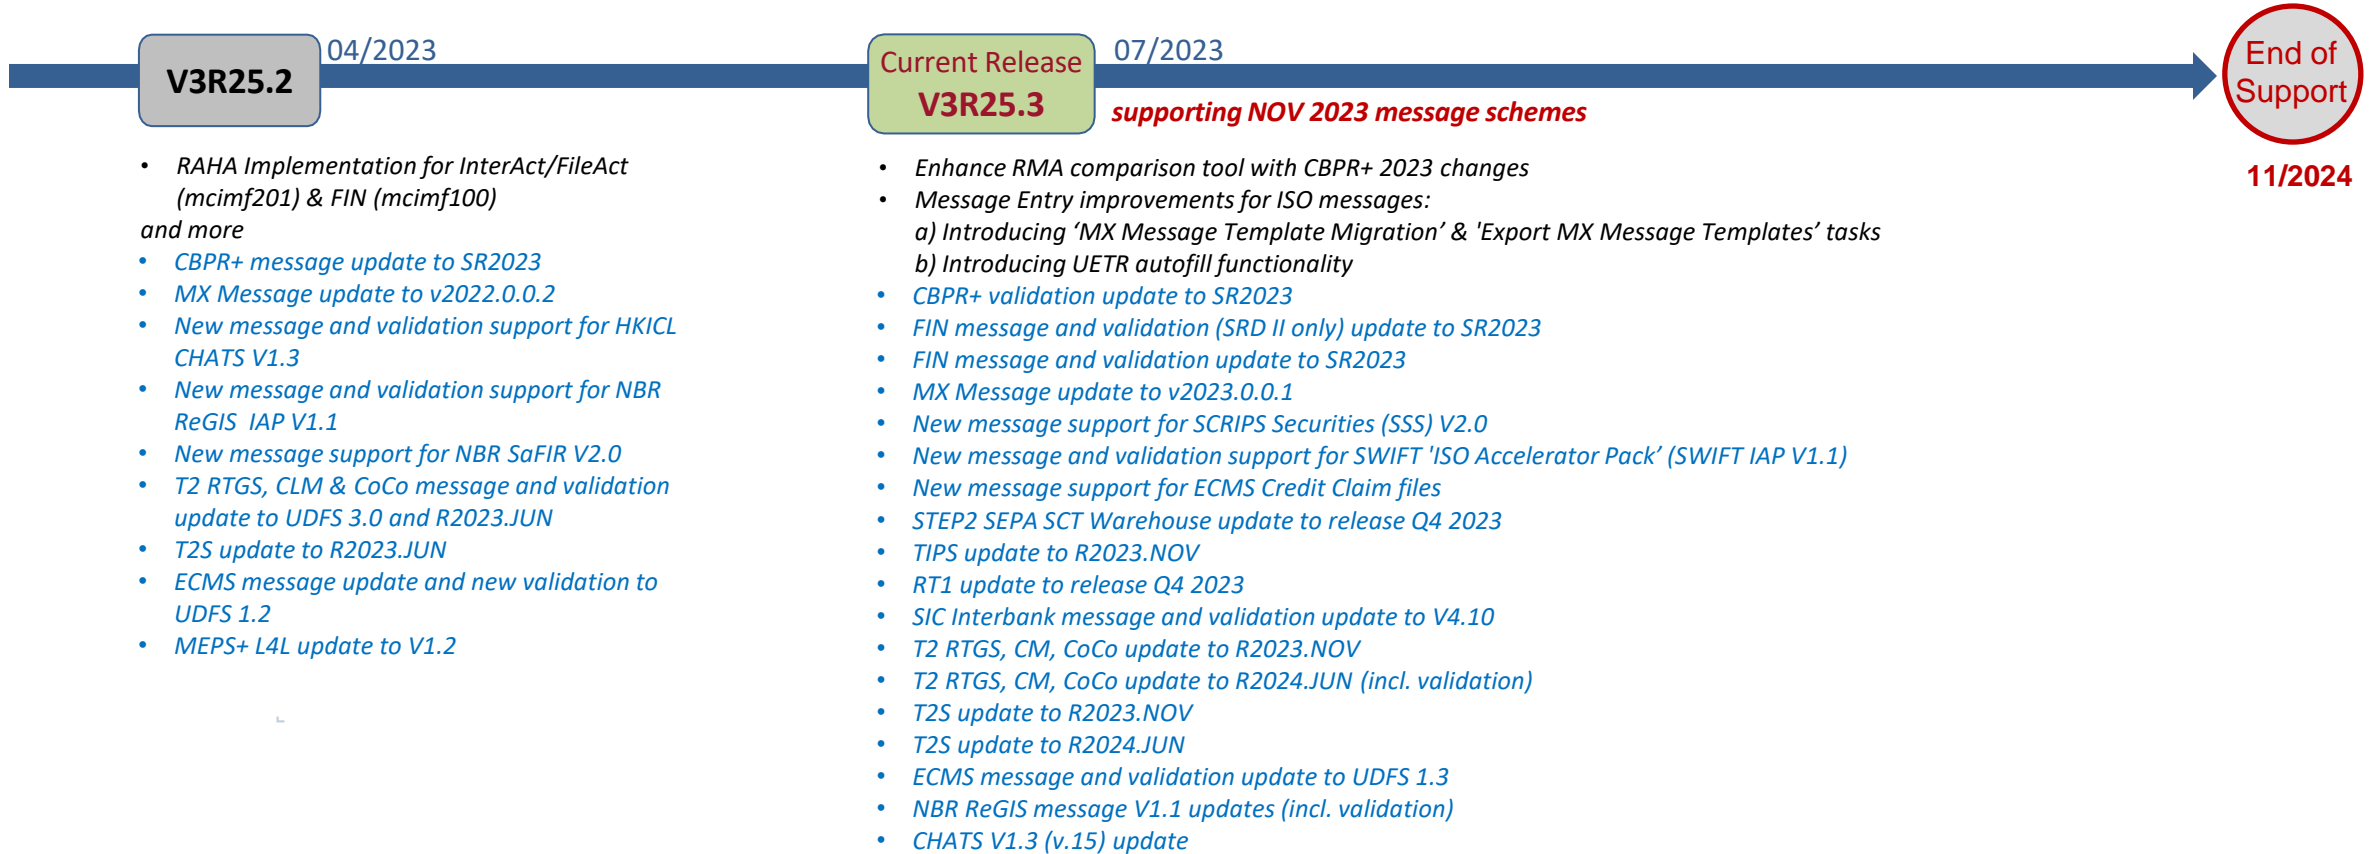 V3R25.2
04/2023
• RAHA Implementation for InterAct/FileAct
(mcimf201) & FIN (mcimf100)
and more
• CBPR+ message update to SR2023
• MX Message update to v2022.0.0.2
• New message and validation support for HKICL
CHATS V1.3
• New message and validation support for NBR
ReGIS  IAP V1.1
• New message support for NBR SaFIR V2.0
• T2 RTGS, CLM & CoCo message and validation
update to UDFS 3.0 and R2023.JUN
• T2S update to R2023.JUN
• ECMS message update and new validation to
UDFS 1.2
• MEPS+ L4L update to V1.2
Current Release
V3R25.3
07/2023
supporting NOV 2023 message schemes
• Enhance RMA comparison tool with CBPR+ 2023 changes
• Message Entry improvements for ISO messages:
a) Introducing ‘MX Message Template Migration’ & 'Export MX Message Templates’ tasks
b) Introducing UETR autofill functionality
• CBPR+ validation update to SR2023
• FIN message and validation (SRD II only) update to SR2023
• FIN message and validation update to SR2023
• MX Message update to v2023.0.0.1
• New message support for SCRIPS Securities (SSS) V2.0
• New message and validation support for SWIFT 'ISO Accelerator Pack’ (SWIFT IAP V1.1)
• New message support for ECMS Credit Claim files
• STEP2 SEPA SCT Warehouse update to release Q4 2023
• TIPS update to R2023.NOV
• RT1 update to release Q4 2023
• SIC Interbank message and validation update to V4.10
• T2 RTGS, CM, CoCo update to R2023.NOV
• T2 RTGS, CM, CoCo update to R2024.JUN (incl. validation)
• T2S update to R2023.NOV
• T2S update to R2024.JUN
• ECMS message and validation update to UDFS 1.3
• NBR ReGIS message V1.1 updates (incl. validation)
• CHATS V1.3 (v.15) update
End of
Support
11/2024